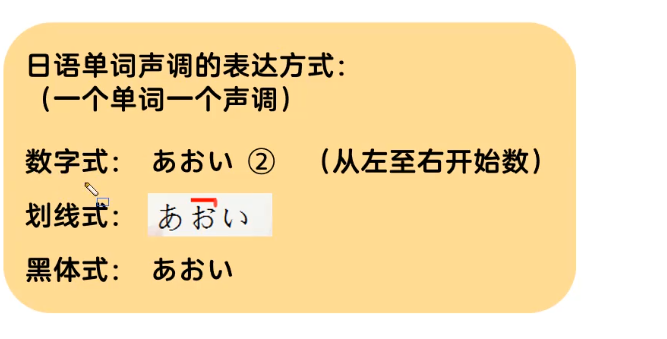 日语单词声调的表达方式：
（一个单词一个声调）
数字式： あおい ② （从左至右开始数）
划线式： あおい
黑体式： あおい